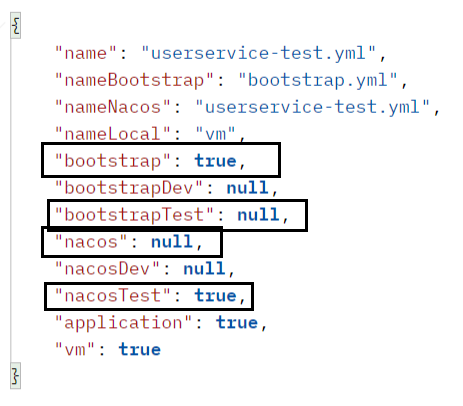 {
"name": "userservice-test.yml",
"nameBootstrap": "bootstrap.yml",
"nameNacos": "userservice-test.yml",
"nameLocal": "vm",
"bootstrap": true,
"bootstrapDev": null,
"bootstrapTest": null,
"nacos": null,
"nacosDev": null,
"nacosTest": true,
"application": true,
"vm": true
}